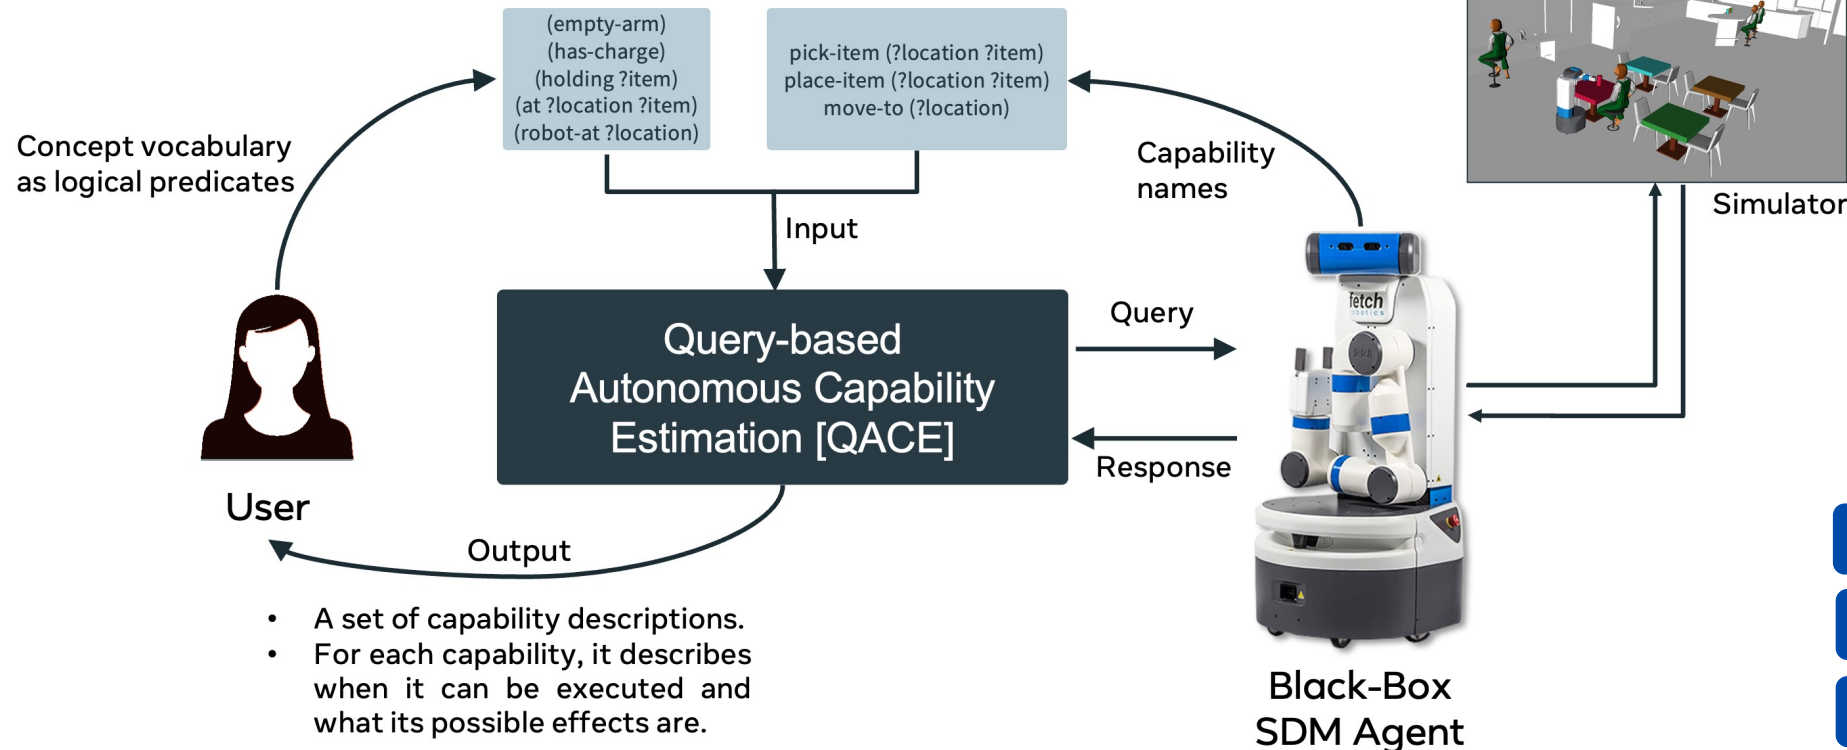 (empty-arm)
(has-charge)
(holding ?item)
(at ?location ?item)
(robot-at ?location)
pick-item (?location ?item)
place-item (?location ?item)
move-to (?location)
Concept vocabulary
as logical predicates
Capability
names
Simulator
Input
Query-based
Autonomous Capability
Estimation [QACE]
Query
Response
fetch
robotics
fetch
User
Output
• A set of capability descriptions.
• For each capability, it describes
when it can be executed and
what its possible effects are.
Black-Box
SDM Agent